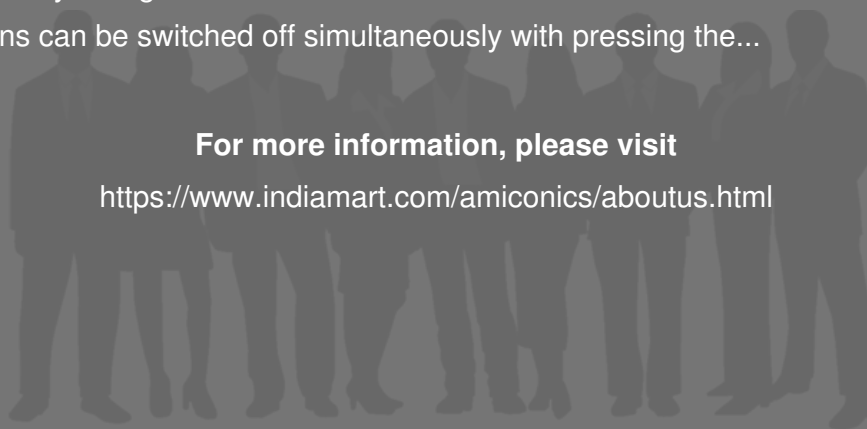 ns can be switched off simultaneously with pressing the...
For more information, please visit
https://www.indiamart.com/amiconics/aboutus.html